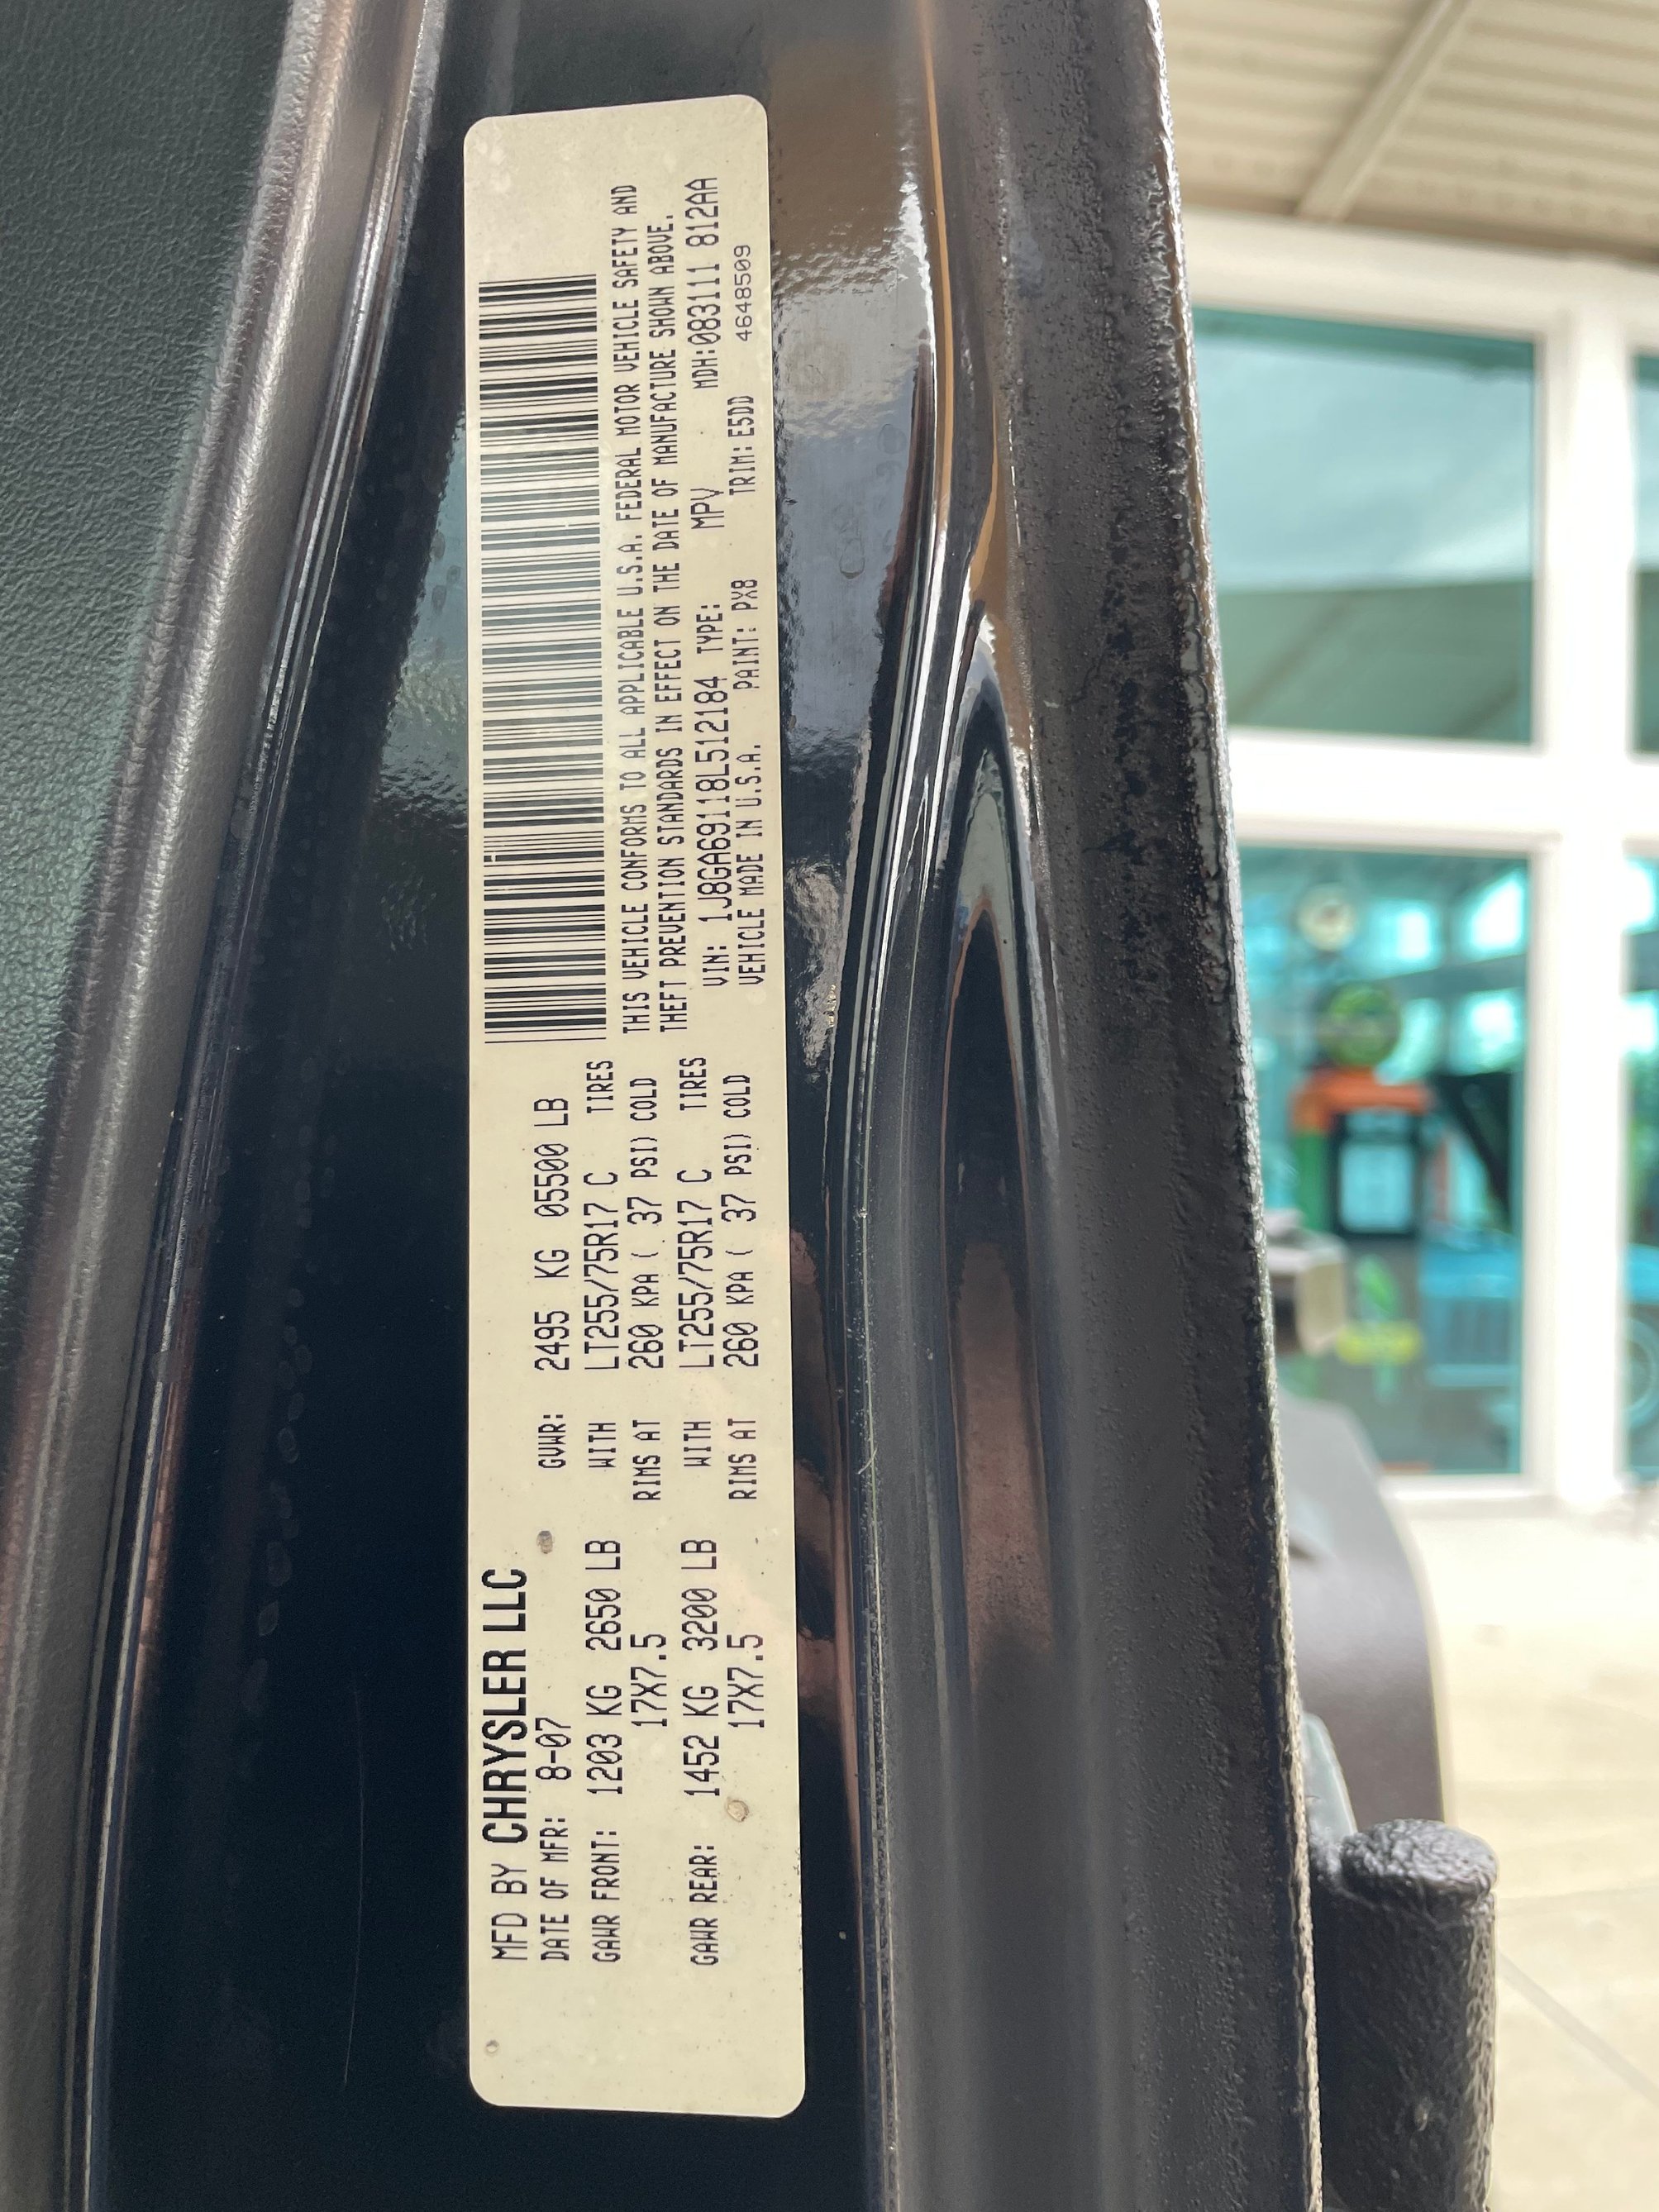 MFD BY CHRYSLER LLC
DATE OF MFR: 8-07 GVWR: 2495 KG 05500 LB
GAWR FRONT: 1203 KG 2650 LB WITH LT255/75R17 C TIRES
17X7.5 RIMS AT 260 KPA ( 37 PSI) COLD
GAWR REAR: 1452 KG 3200 LB WITH LT255/75R17 C TIRES
17X7.5 RIMS AT 260 KPA ( 37 PSI) COLD
THIS VEHICLE CONFORMS TO ALL APPLICABLE U.S.A. FEDERAL MOTOR VEHICLE SAFETY AND
THEFT PREVENTION STANDARDS IN EFFECT ON THE DATE OF MANUFACTURE SHOWN ABOVE.
VIN: 1J8GA69118L512184 TYPE: MPV MDH:083111 812AA
VEHICLE MADE IN U.S.A. PAINT: PX8 TRIM: E5DD 4648509